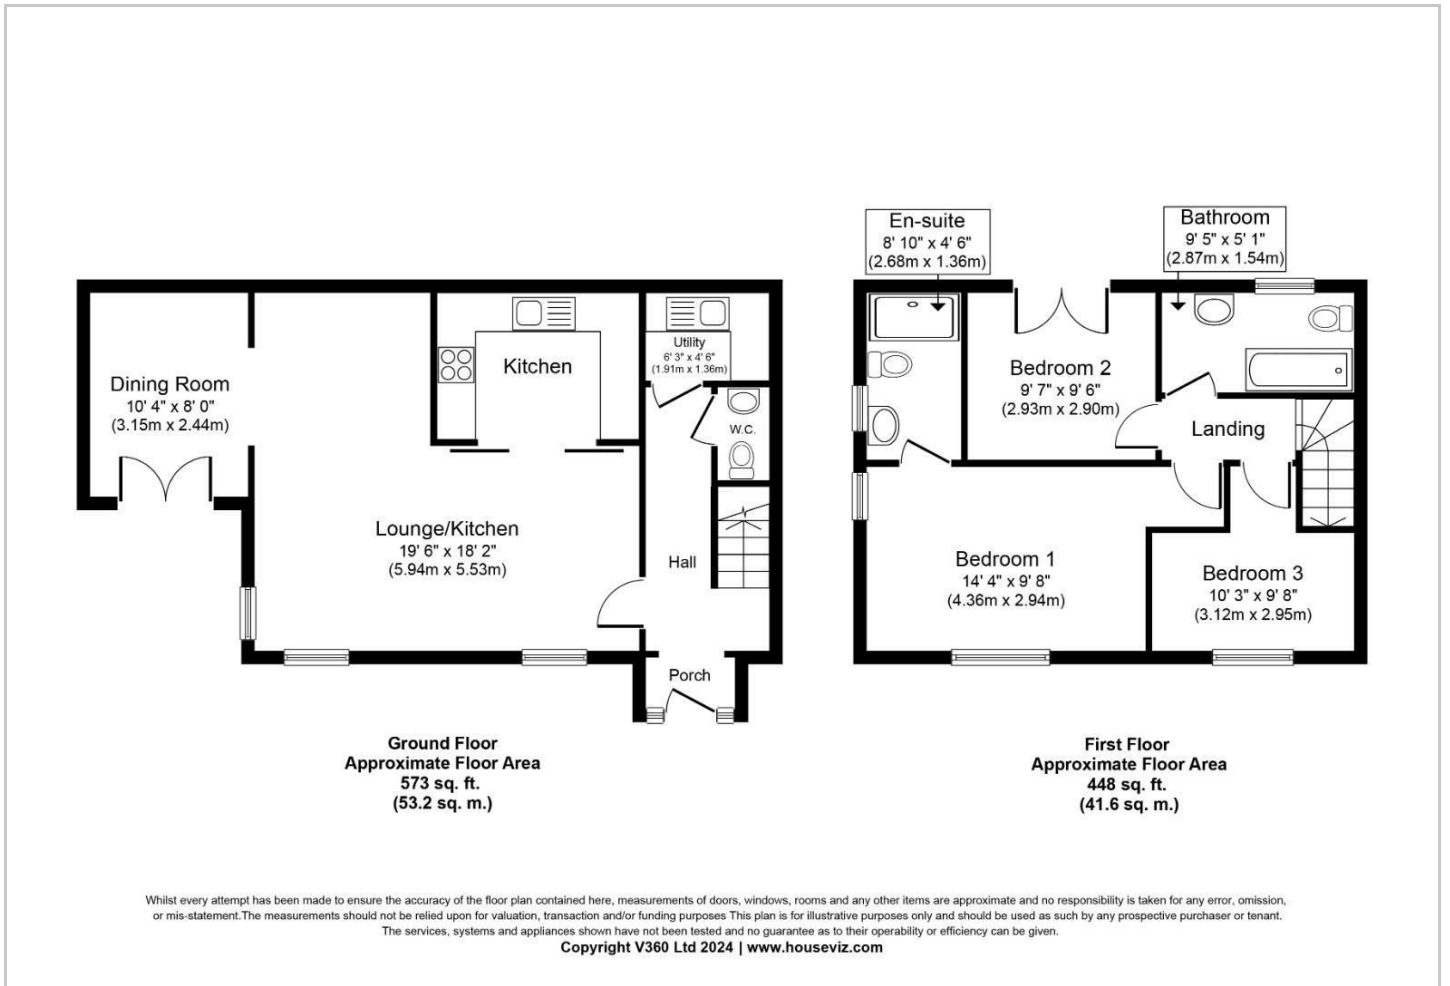 En-suite
8' 10" x 4' 6"
(2.68m x 1.36m)
Bathroom
9' 5" x 5' 1"
(2.87m x 1.54m)
Dining Room
10' 4" x 8' 0"
(3.15m x 2.44m)
Kitchen
Utility
6' 3" x 4' 6"
(1.91m x 1.36m)
W.C.
Lounge/Kitchen
19' 6" x 18' 2"
(5.94m x 5.53m)
Hall
Porch
Bedroom 2
9' 7" x 9' 6"
(2.93m x 2.90m)
Landing
Bedroom 1
14' 4" x 9' 8"
(4.36m x 2.94m)
Bedroom 3
10' 3" x 9' 8"
(3.12m x 2.95m)
Ground Floor
Approximate Floor Area
573 sq. ft.
(53.2 sq. m.)
First Floor
Approximate Floor Area
448 sq. ft.
(41.6 sq. m.)
Whilst every attempt has been made to ensure the accuracy of the floor plan contained here, measurements of doors, windows, rooms and any other items are approximate and no responsibility is taken for any error, omission,
or mis-statement.The measurements should not be relied upon for valuation, transaction and/or funding purposes This plan is for illustrative purposes only and should be used as such by any prospective purchaser or tenant.
The services, systems and appliances shown have not been tested and no guarantee as to their operability or efficiency can be given.
Copyright V360 Ltd 2024 | www.houseviz.com